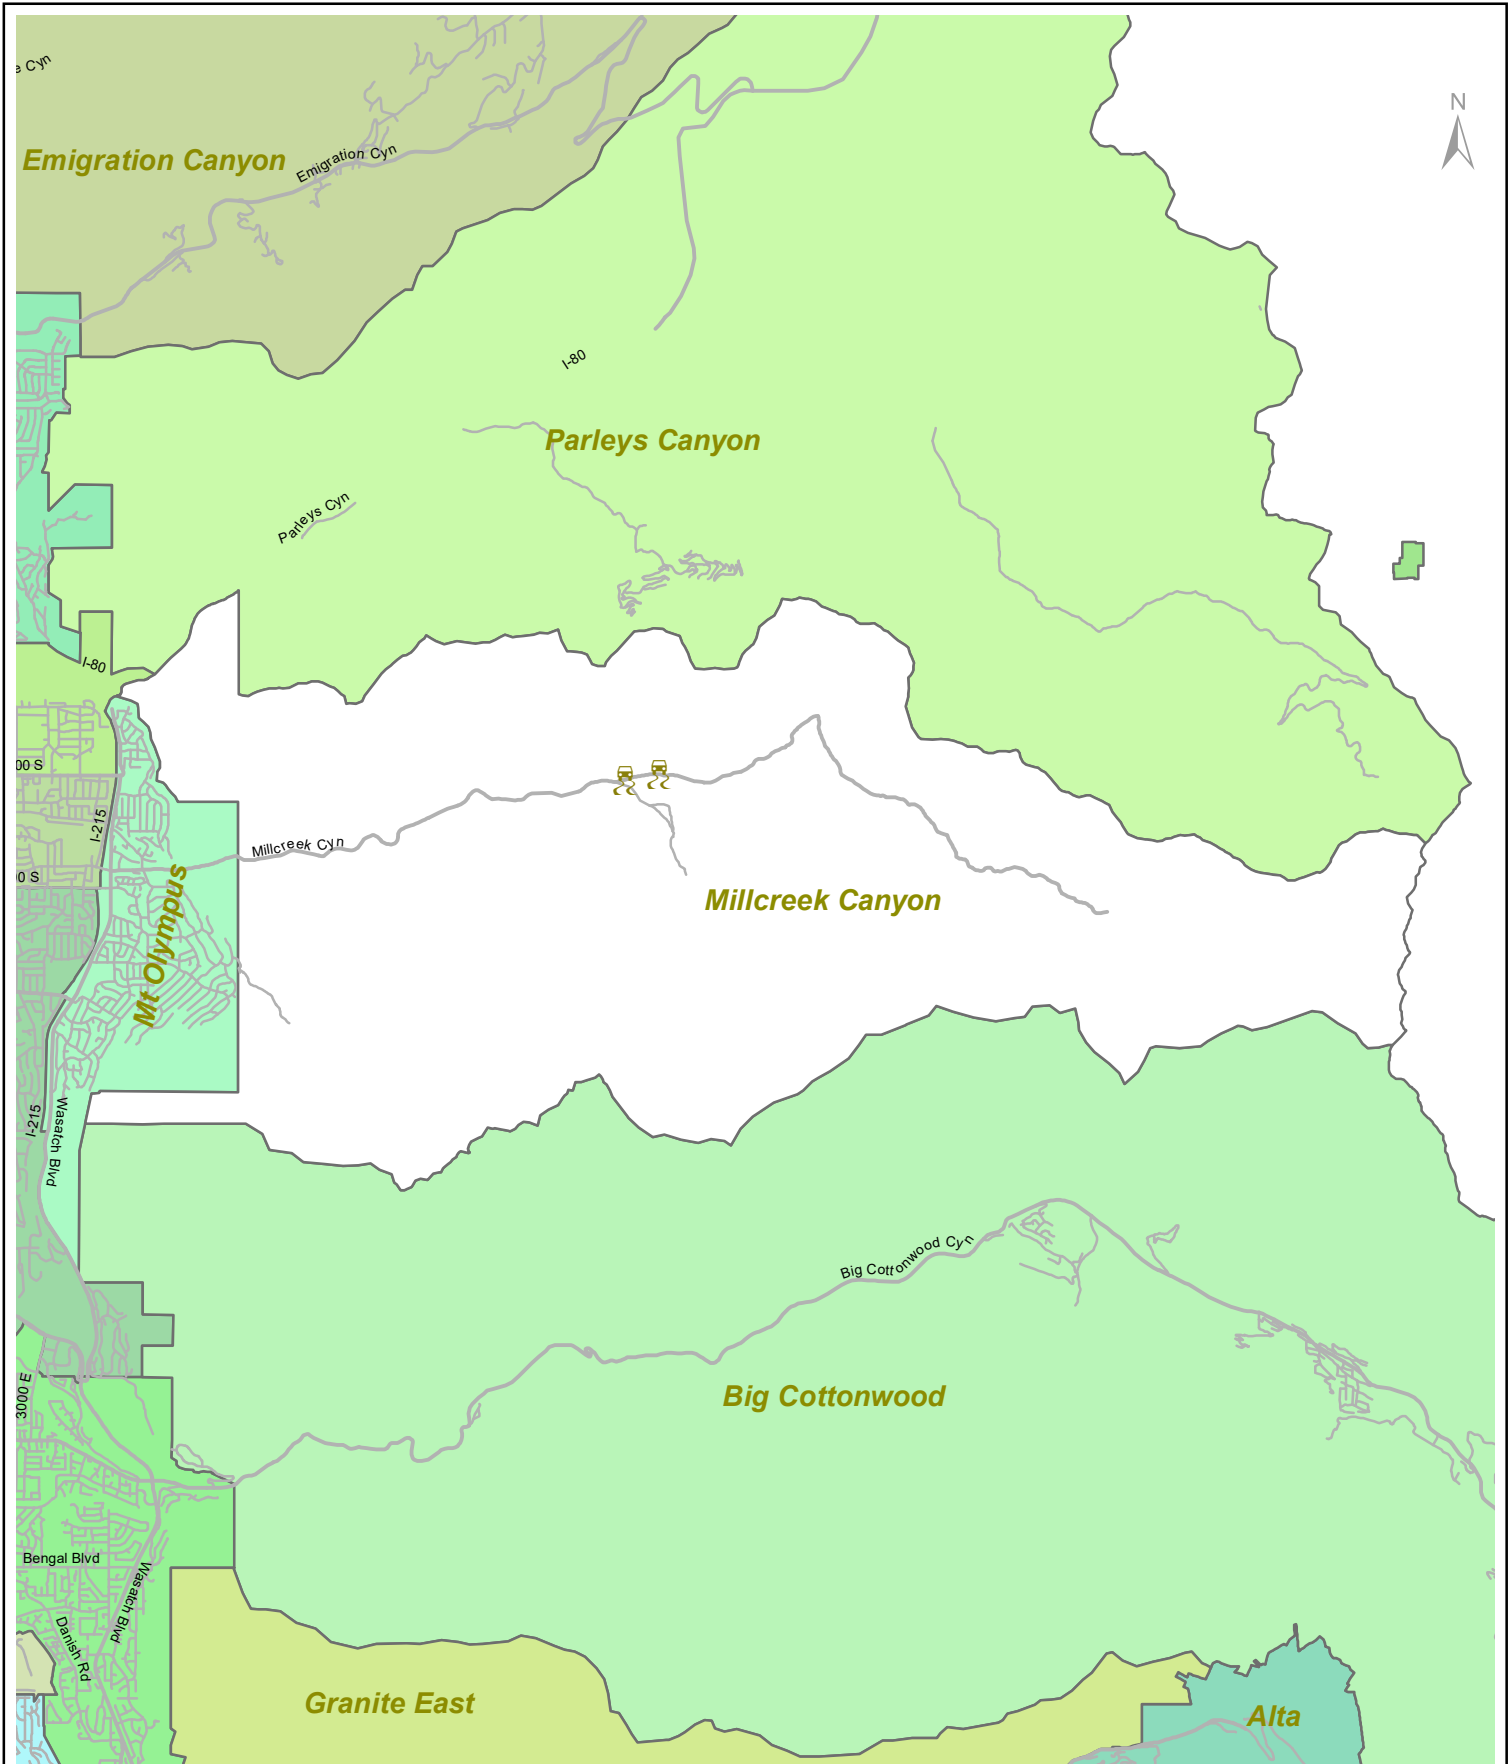 e Cyn
N
Emigration Canyon
Emigration Cyn
I-80
Parleys Canyon
Parleys Cyn
I-80
00 S
I-215
Millcreek Cyn
00 S
Mt Olympus
Millcreek Canyon
I-215
Wasatch Blvd
Big Cottonwood Cyn
3000 E
Big Cottonwood
Bengal Blvd
Wasatch Blvd
Danish Rd
Granite East
Alta